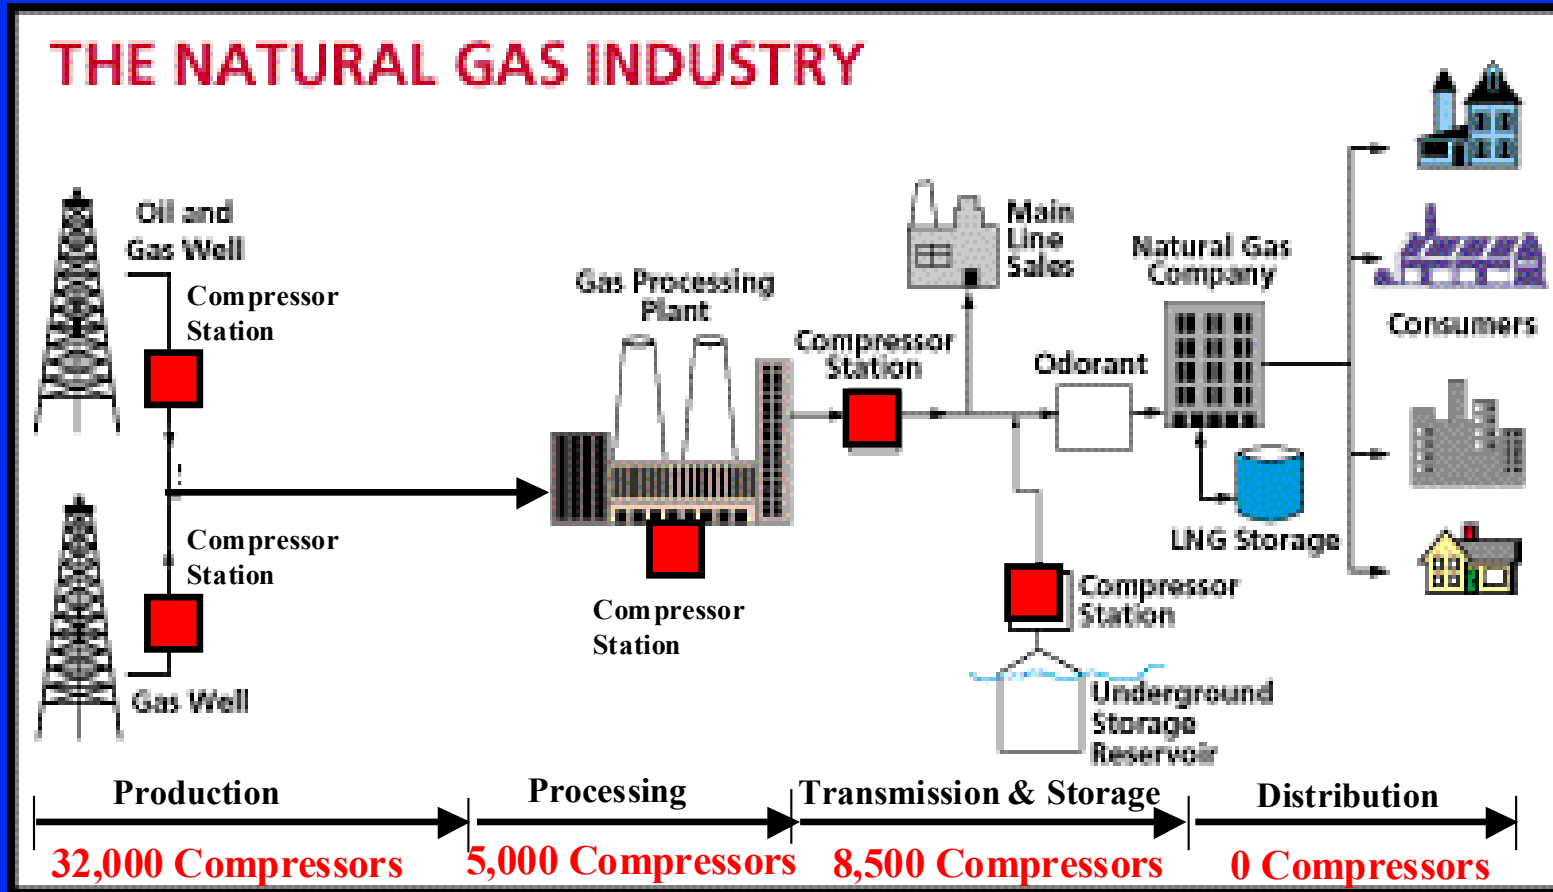 THE NATURAL GAS INDUSTRY
Oil and
Gas Well
Compressor
Station
Compressor
Station
Gas Well
Gas Processing
Plant
Compressor
Station
Compressor
Station
Main
Line
Sales
Odorant
Natural Gas
Company
LNG Storage
Compressor
Station
Underground
Storage
Reservoir
Consumers
Production
Processing
Transmission & Storage
Distribution
32,000 Compressors
5,000 Compressors
8,500 Compressors
0 Compressors